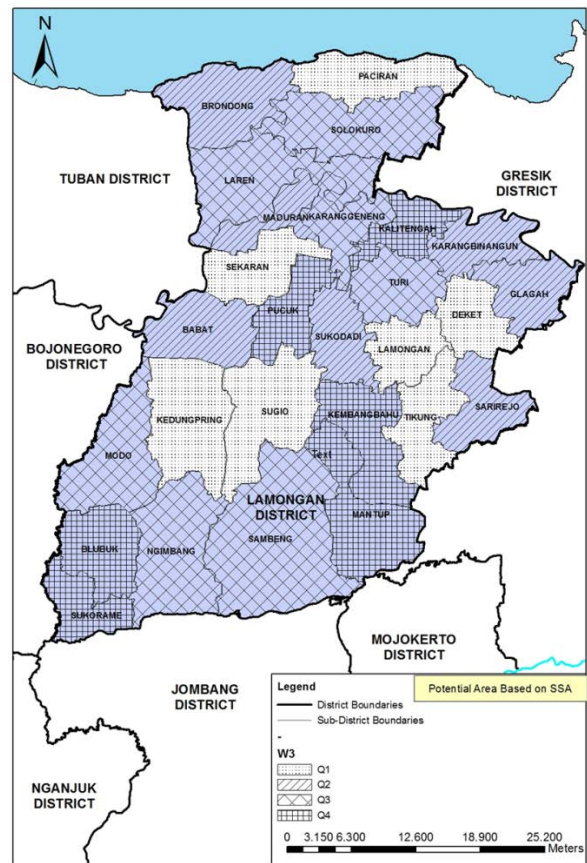 N
PACIRAN
BRONDONG
SOLOKURO
TUBAN DISTRICT
LAREN
GRESIK
DISTRICT
MADURAN
KARANGGENENG
KALITENGAH
KARANGBINANGUN
SEKARAN
TURI
GLAGAH
PUCUK
DEKET
BABAT
SUKODADI
LAMONGAN
BOJONEGORO
DISTRICT
KEDUNGPRING
SUGIO
KEMBANGBAHU
TIKUNG
SARIREJO
MODO
Text
LAMONGAN
DISTRICT
MANTUP
BLUBUK
NGIMBANG
SAMBENG
SUKORAME
MOJOKERTO
DISTRICT
JOMBANG
DISTRICT
NGANJUK
DISTRICT
Legend
Potential Area Based on SSA
District Boundaries
Sub-District Boundaries
-
W3
Q1
Q2
Q3
Q4
0 3.150 6.300 12.600 18.900 25.200
Meters